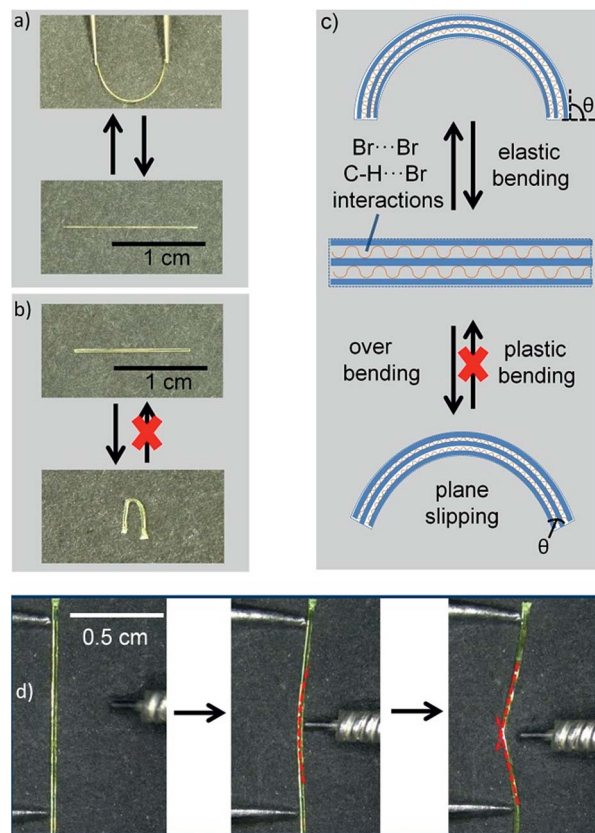 a)
1 cm
b)
1 cm
c)
θ
Br···Br
C-H···Br
interactions
elastic
bending
over
bending
plastic
bending
plane
slipping
θ
d)
0.5 cm